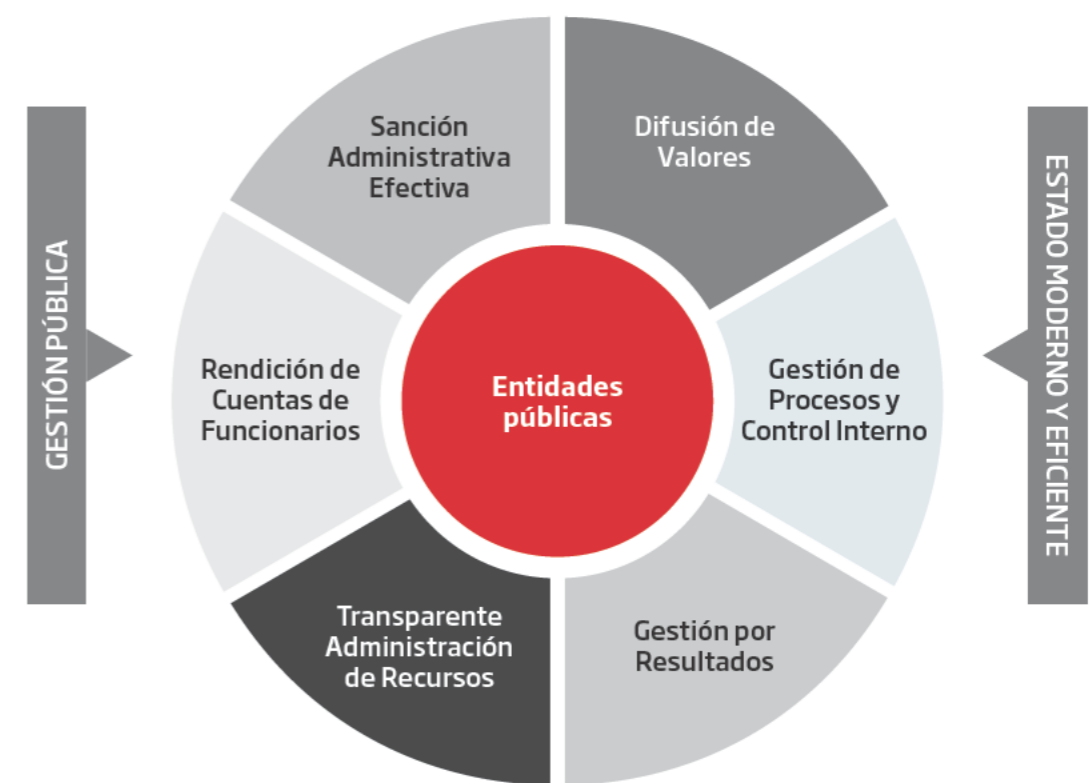 GESTIÓN PÚBLICA
Sanción
Administrativa
Efectiva
Difusión de
Valores
Rendición de
Cuentas de
Funcionarios
Entidades
públicas
Gestión de
Procesos y
Control Interno
Transparente
Administración
de Recursos
Gestión por
Resultados
ESTADO MODERNO Y EFICIENTE